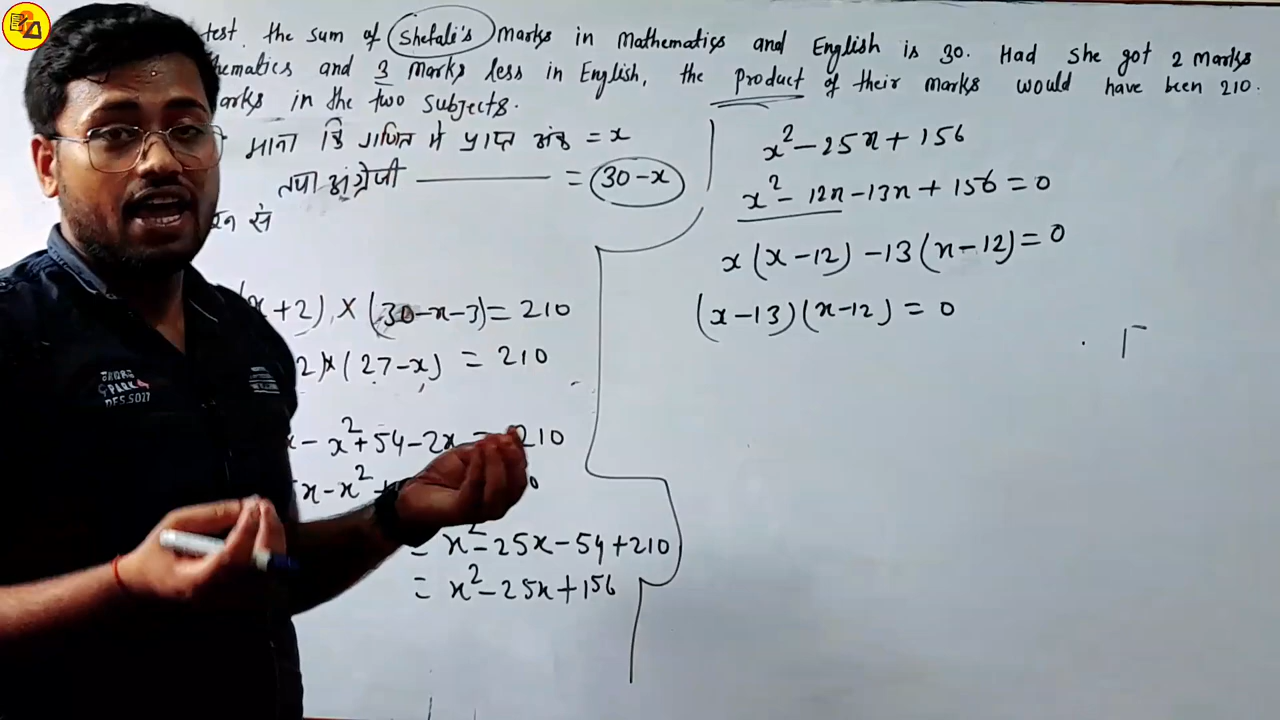 test. the sum of Shefali's Marks in Mathematics and English is 30. Had she got 2 marks
thematics and 3 Marks less in English, the Product of their marks would have been 210.
arks in the two Subjects.
माना कि गणित में प्राप्त अंक = x
तथा अंग्रेजी ———— = 30-x
न से
(x+2) × (30-x-3) = 210
2) × (27-x) = 210
x - x² + 54 - 2x = 210
x - x²
= x² - 25x - 54 + 210
= x² - 25x + 156
x² - 25x + 156
x² - 12x - 13x + 156 = 0
x(x-12) - 13(x-12) = 0
(x-13)(x-12) = 0
PARK